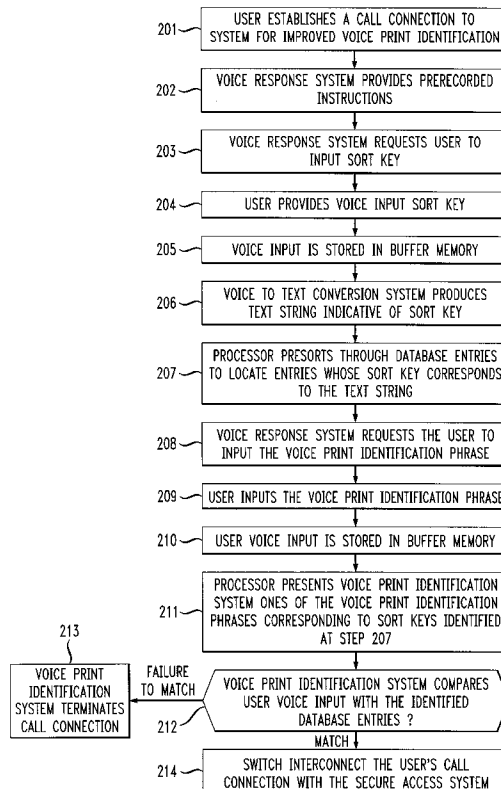 201
USER ESTABLISHES A CALL CONNECTION TO
SYSTEM FOR IMPROVED VOICE PRINT IDENTIFICATION
202
VOICE RESPONSE SYSTEM PROVIDES PRERECORDED
INSTRUCTIONS
203
VOICE RESPONSE SYSTEM REQUESTS USER TO
INPUT SORT KEY
204
USER PROVIDES VOICE INPUT SORT KEY
205
VOICE INPUT IS STORED IN BUFFER MEMORY
206
VOICE TO TEXT CONVERSION SYSTEM PRODUCES
TEXT STRING INDICATIVE OF SORT KEY
207
PROCESSOR PRESORTS THROUGH DATABASE ENTRIES
TO LOCATE ENTRIES WHOSE SORT KEY CORRESPONDS
TO THE TEXT STRING
208
VOICE RESPONSE SYSTEM REQUESTS THE USER TO
INPUT THE VOICE PRINT IDENTIFICATION PHRASE
209
USER INPUTS THE VOICE PRINT IDENTIFICATION PHRASE
210
USER VOICE INPUT IS STORED IN BUFFER MEMORY
211
PROCESSOR PRESENTS VOICE PRINT IDENTIFICATION
SYSTEM ONES OF THE VOICE PRINT IDENTIFICATION
PHRASES CORRESPONDING TO SORT KEYS IDENTIFIED
AT STEP 207
213
VOICE PRINT
IDENTIFICATION
SYSTEM TERMINATES
CALL CONNECTION
FAILURE
TO MATCH
212
VOICE PRINT IDENTIFICATION SYSTEM COMPARES
USER VOICE INPUT WITH THE IDENTIFIED
DATABASE ENTRIES ?
MATCH
214
SWITCH INTERCONNECT THE USER'S CALL
CONNECTION WITH THE SECURE ACCESS SYSTEM